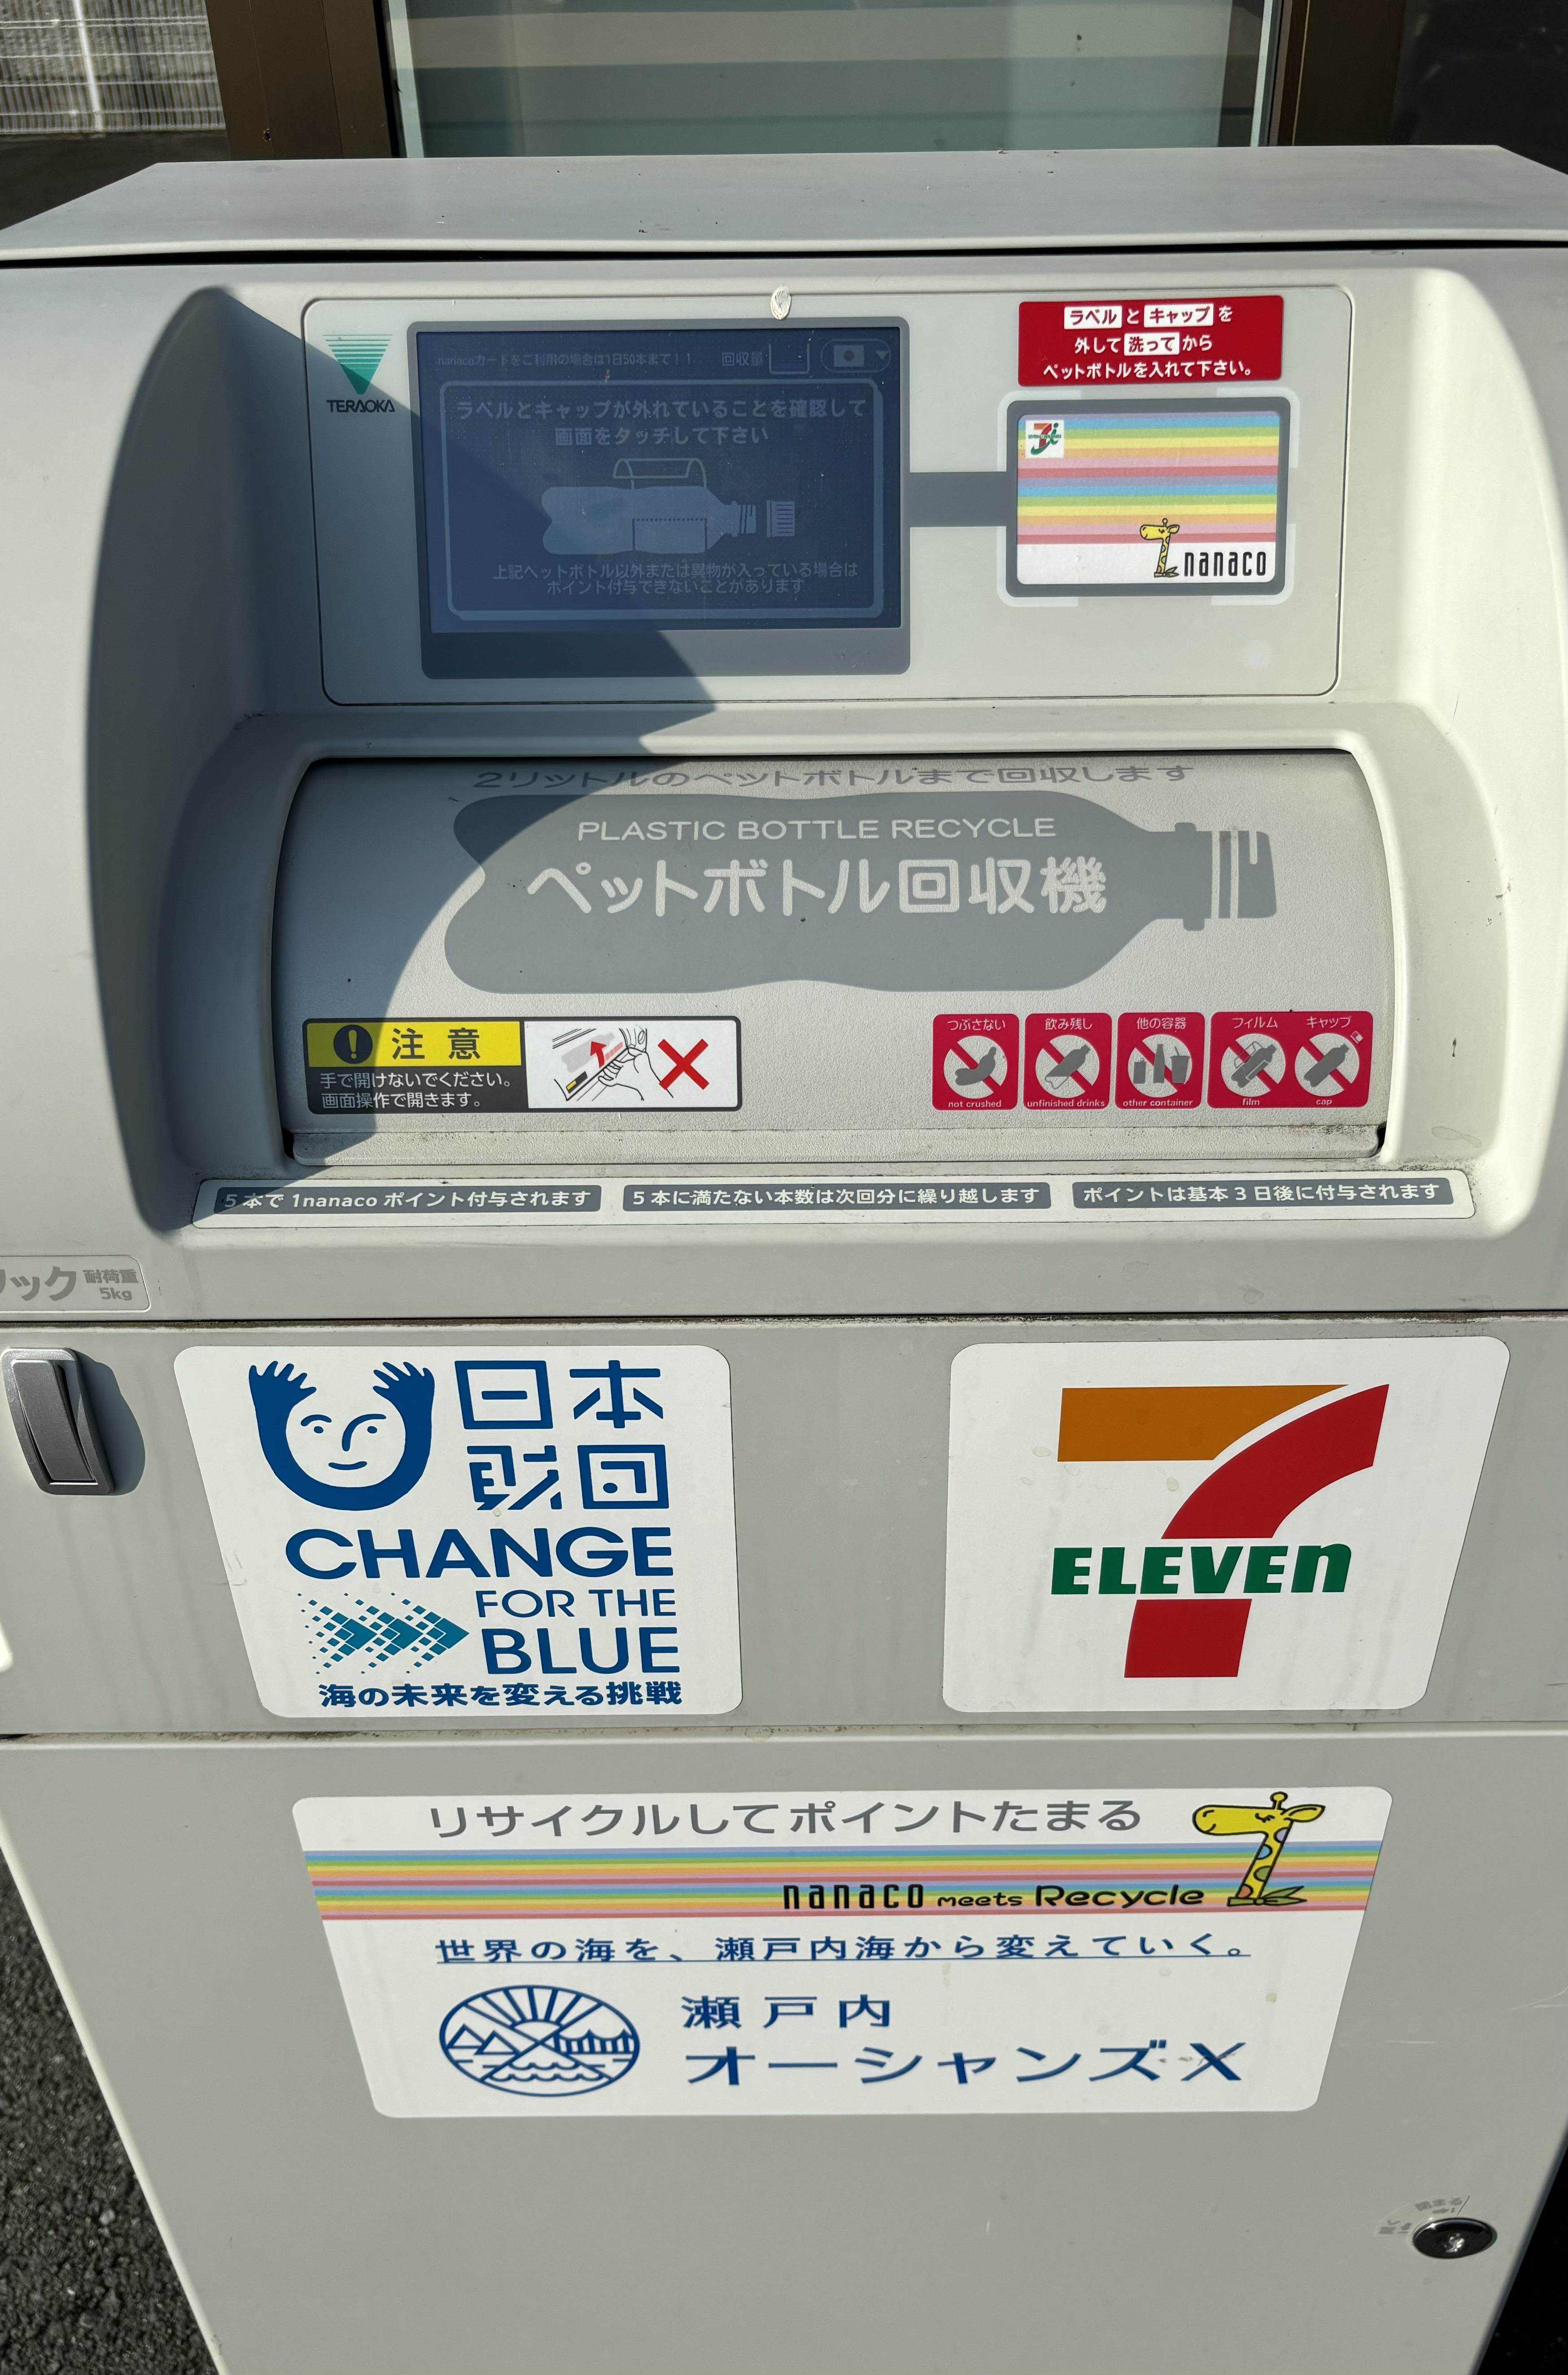 nanacoカードをご利用の場合は1日50本まで！！
回収量
ラベルとキャップが外れていることを確認して
画面をタッチして下さい
上記ペットボトル以外または異物が入っている場合は
ポイント付与できないことがあります
TERAOKA
ラベルとキャップを
外して洗ってから
ペットボトルを入れて下さい。
nanaco
2リットルのペットボトルまで回収します
PLASTIC BOTTLE RECYCLE
ペットボトル回収機
注意
手で開けないでください。
画面操作で開きます。
つぶさない
not crushed
飲み残し
unfinished drinks
他の容器
other container
フィルム
film
キャップ
cap
5本で1nanacoポイント付与されます
5本に満たない本数は次回分に繰り越します
ポイントは基本3日後に付与されます
ック 耐荷重
5kg
日本
財団
CHANGE
FOR THE
BLUE
海の未来を変える挑戦
7
ELEVEn
リサイクルしてポイントたまる
nanaco meets Recycle
世界の海を、瀬戸内海から変えていく。
瀬戸内
オーシャンズX